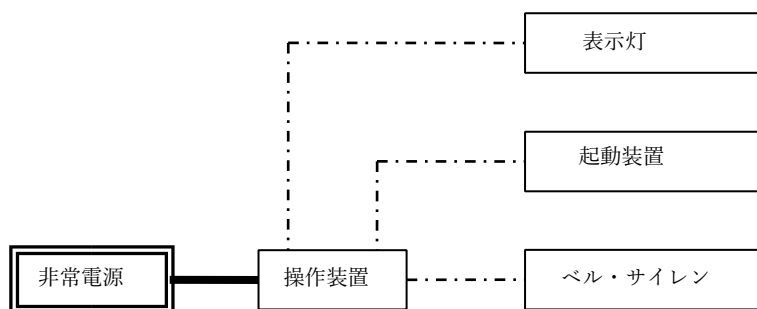 表示灯
起動装置
非常電源
操作装置
ベル・サイレン